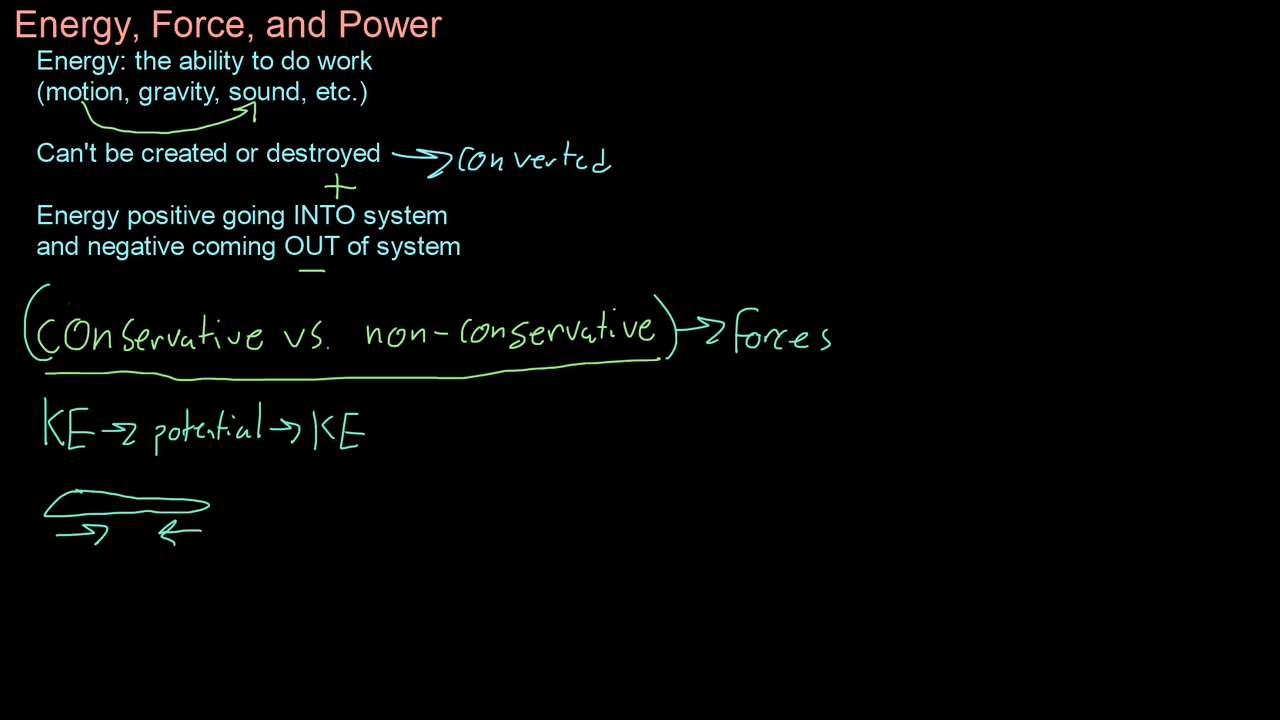 Energy, Force, and Power
Energy: the ability to do work
(motion, gravity, sound, etc.)
Can't be created or destroyed → converted
+
Energy positive going INTO system
and negative coming OUT of system
−
(conservative vs. non-conservative) → Forces
KE → potential → KE